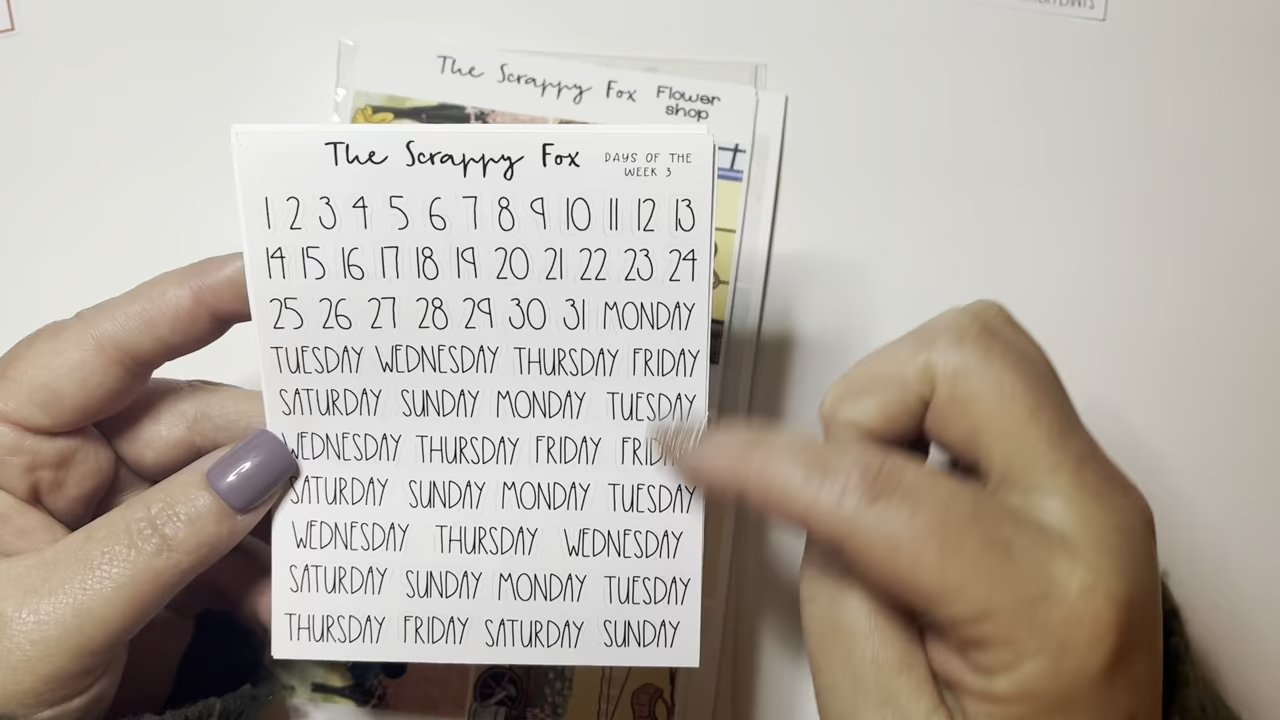 The Scrappy Fox Flower
shop
The Scrappy Fox DAYS OF THE
WEEK 3
1 2 3 4 5 6 7 8 9 10 11 12 13
14 15 16 17 18 19 20 21 22 23 24
25 26 27 28 29 30 31 MONDAY
TUESDAY WEDNESDAY THURSDAY FRIDAY
SATURDAY SUNDAY MONDAY TUESDAY
WEDNESDAY THURSDAY FRIDAY
SATURDAY SUNDAY MONDAY TUESDAY
WEDNESDAY THURSDAY WEDNESDAY
SATURDAY SUNDAY MONDAY TUESDAY
THURSDAY FRIDAY SATURDAY SUNDAY